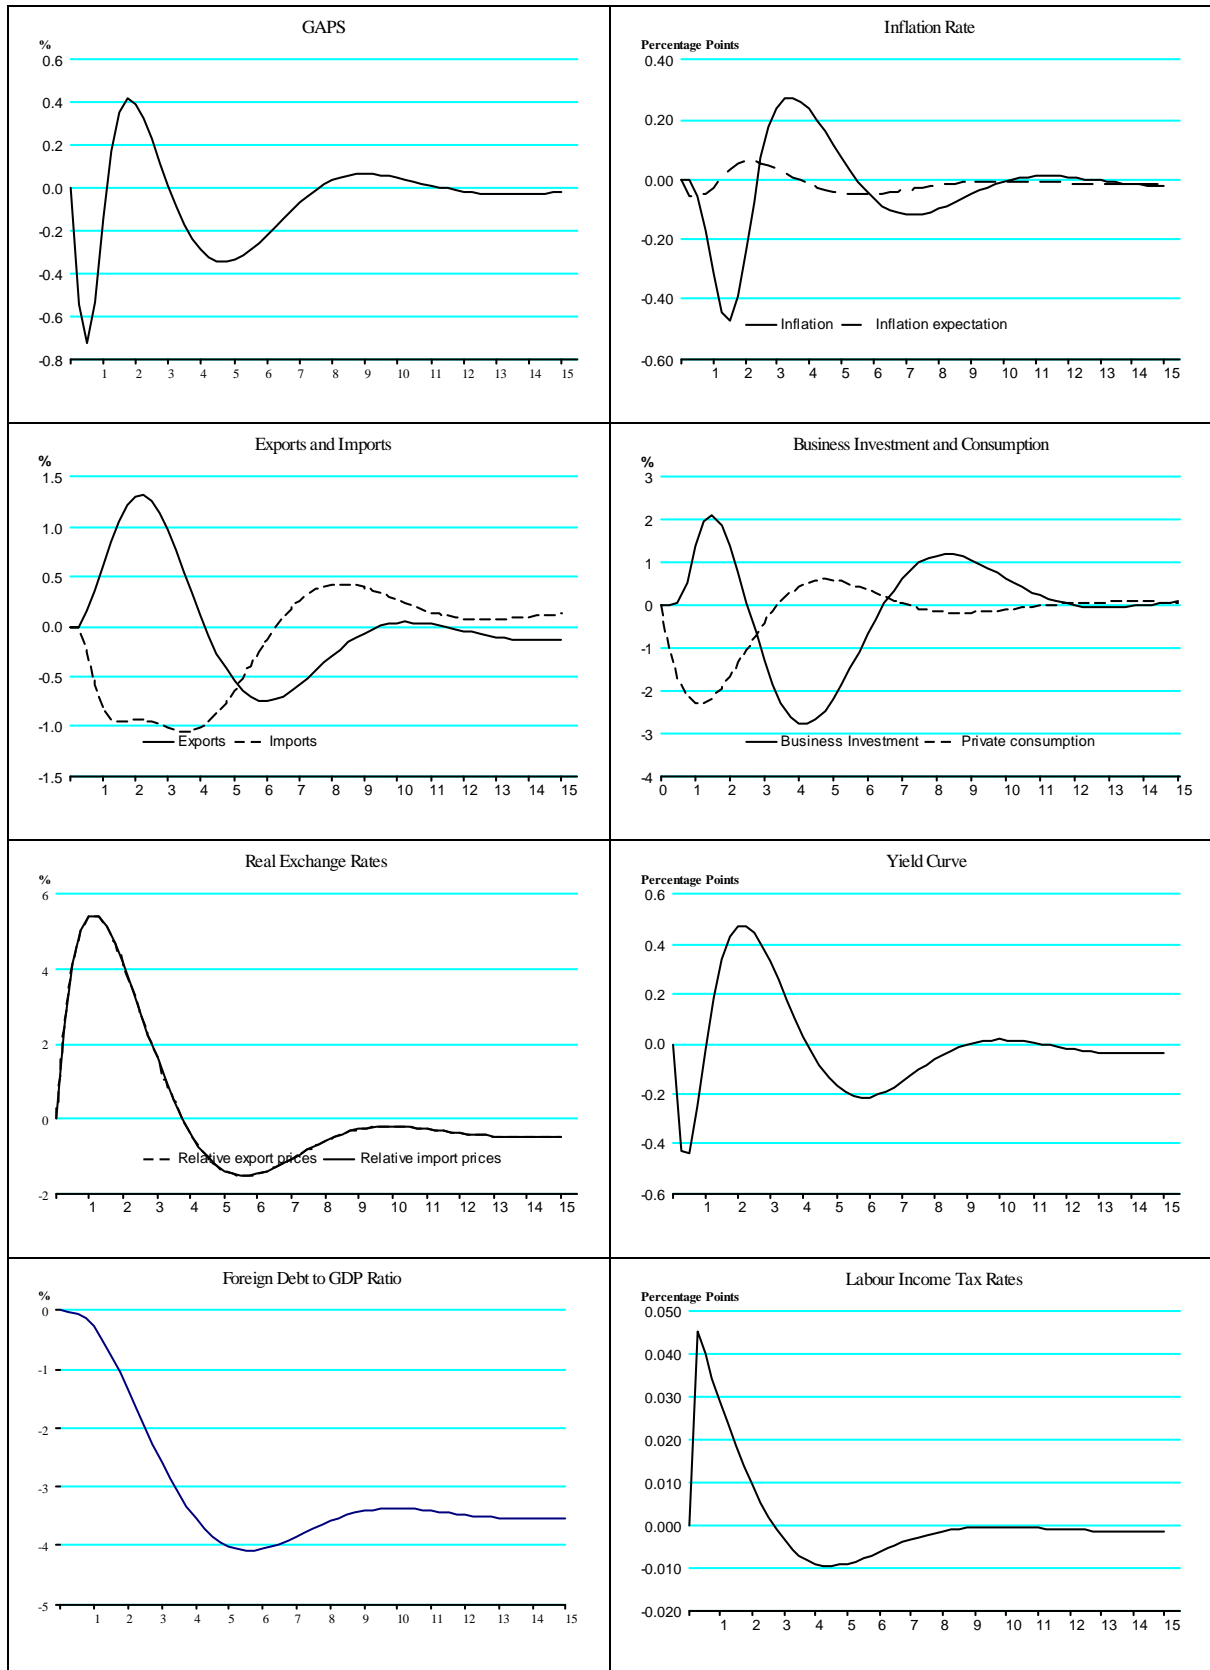 GAPS
%
0.6
0.4
0.2
0.0
-0.2
-0.4
-0.6
-0.8
1 2 3 4 5 6 7 8 9 10 11 12 13 14 15
Inflation Rate
Percentage Points
0.40
0.20
0.00
-0.20
-0.40
Inflation Inflation expectation
-0.60
1 2 3 4 5 6 7 8 9 10 11 12 13 14 15
Exports and Imports
%
1.5
1.0
0.5
0.0
-0.5
-1.0
Exports Imports
-1.5
1 2 3 4 5 6 7 8 9 10 11 12 13 14 15
Business Investment and Consumption
%
3
2
1
0
-1
-2
-3
Business Investment Private consumption
-4
0 1 2 3 4 5 6 7 8 9 10 11 12 13 14 15
Real Exchange Rates
%
6
4
2
0
Relative export prices Relative import prices
-2
1 2 3 4 5 6 7 8 9 10 11 12 13 14 15
Yield Curve
Percentage Points
0.6
0.4
0.2
0.0
-0.2
-0.4
-0.6
1 2 3 4 5 6 7 8 9 10 11 12 13 14 15
Foreign Debt to GDP Ratio
%
0
-1
-2
-3
-4
-5
1 2 3 4 5 6 7 8 9 10 11 12 13 14 15
Labour Income Tax Rates
Percentage Points
0.050
0.040
0.030
0.020
0.010
0.000
-0.010
-0.020
1 2 3 4 5 6 7 8 9 10 11 12 13 14 15